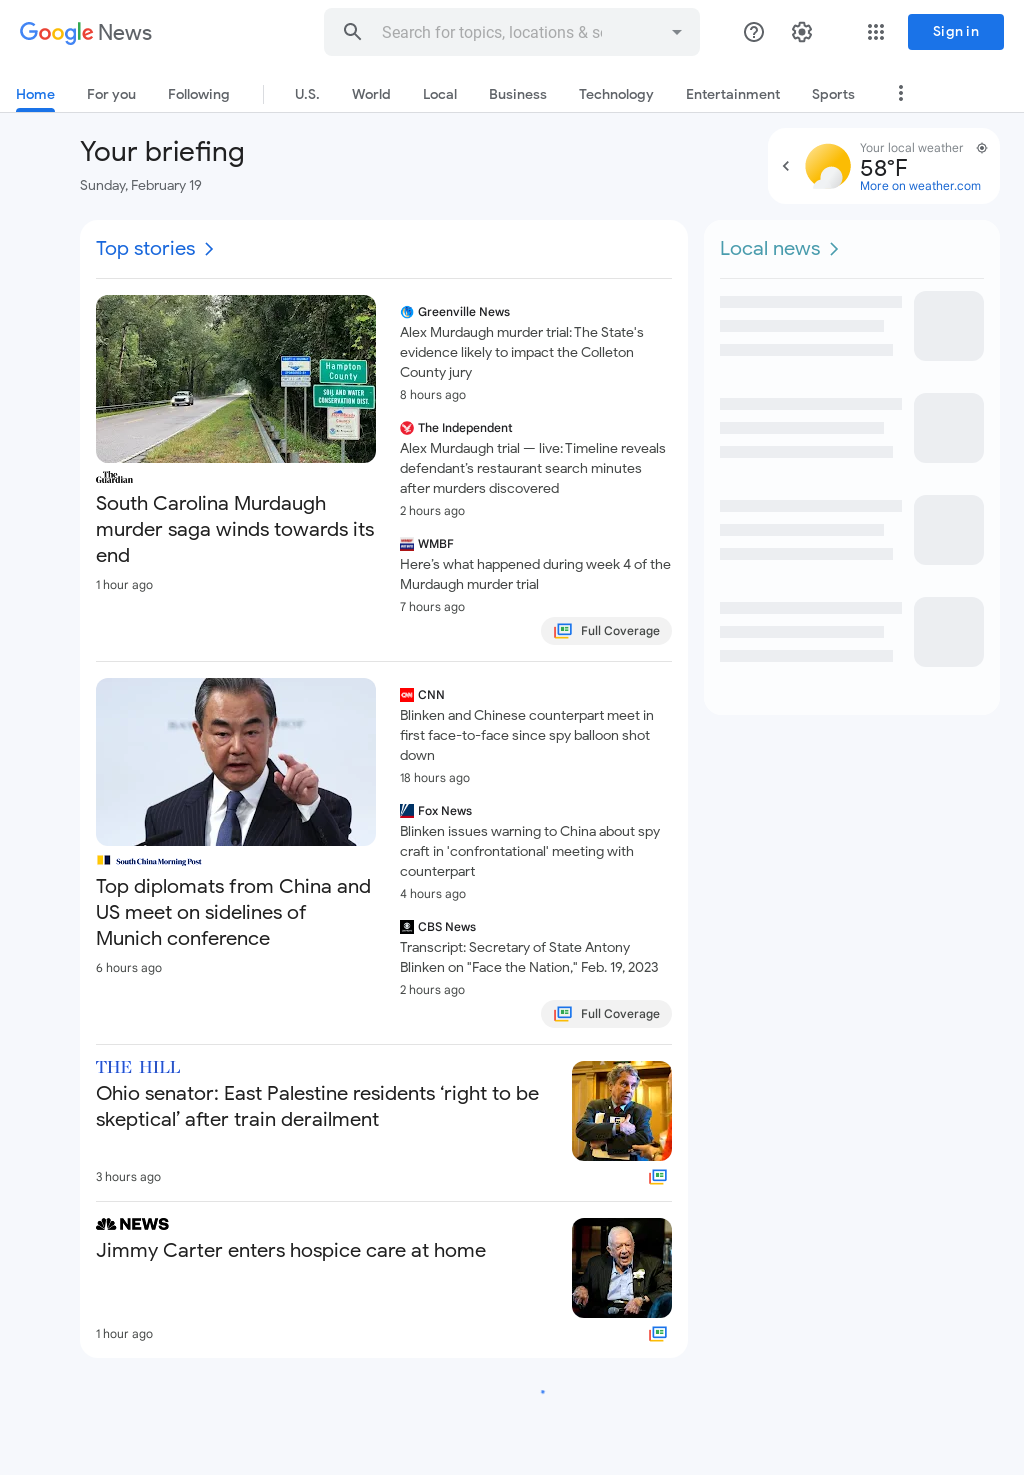 Google News
Search for topics, locations & so
Sign in
Home
For you
Following
U.S.
World
Local
Business
Technology
Entertainment
Sports
Your briefing
Sunday, February 19
Your local weather
58°F
More on weather.com
Top stories
Hampton
County
SOIL AND WATER
CONSERVATION DIST.
The
Guardian
South Carolina Murdaugh
murder saga winds towards its
end
1 hour ago
Greenville News
Alex Murdaugh murder trial: The State's
evidence likely to impact the Colleton
County jury
8 hours ago
The Independent
Alex Murdaugh trial — live: Timeline reveals
defendant's restaurant search minutes
after murders discovered
2 hours ago
WMBF
Here's what happened during week 4 of the
Murdaugh murder trial
7 hours ago
Full Coverage
South China Morning Post
Top diplomats from China and
US meet on sidelines of
Munich conference
6 hours ago
CNN
CNN
Blinken and Chinese counterpart meet in
first face-to-face since spy balloon shot
down
18 hours ago
Fox News
Blinken issues warning to China about spy
craft in 'confrontational' meeting with
counterpart
4 hours ago
CBS News
Transcript: Secretary of State Antony
Blinken on "Face the Nation," Feb. 19, 2023
2 hours ago
Full Coverage
THE HILL
Ohio senator: East Palestine residents ‘right to be
skeptical’ after train derailment
3 hours ago
NEWS
Jimmy Carter enters hospice care at home
1 hour ago
Local news